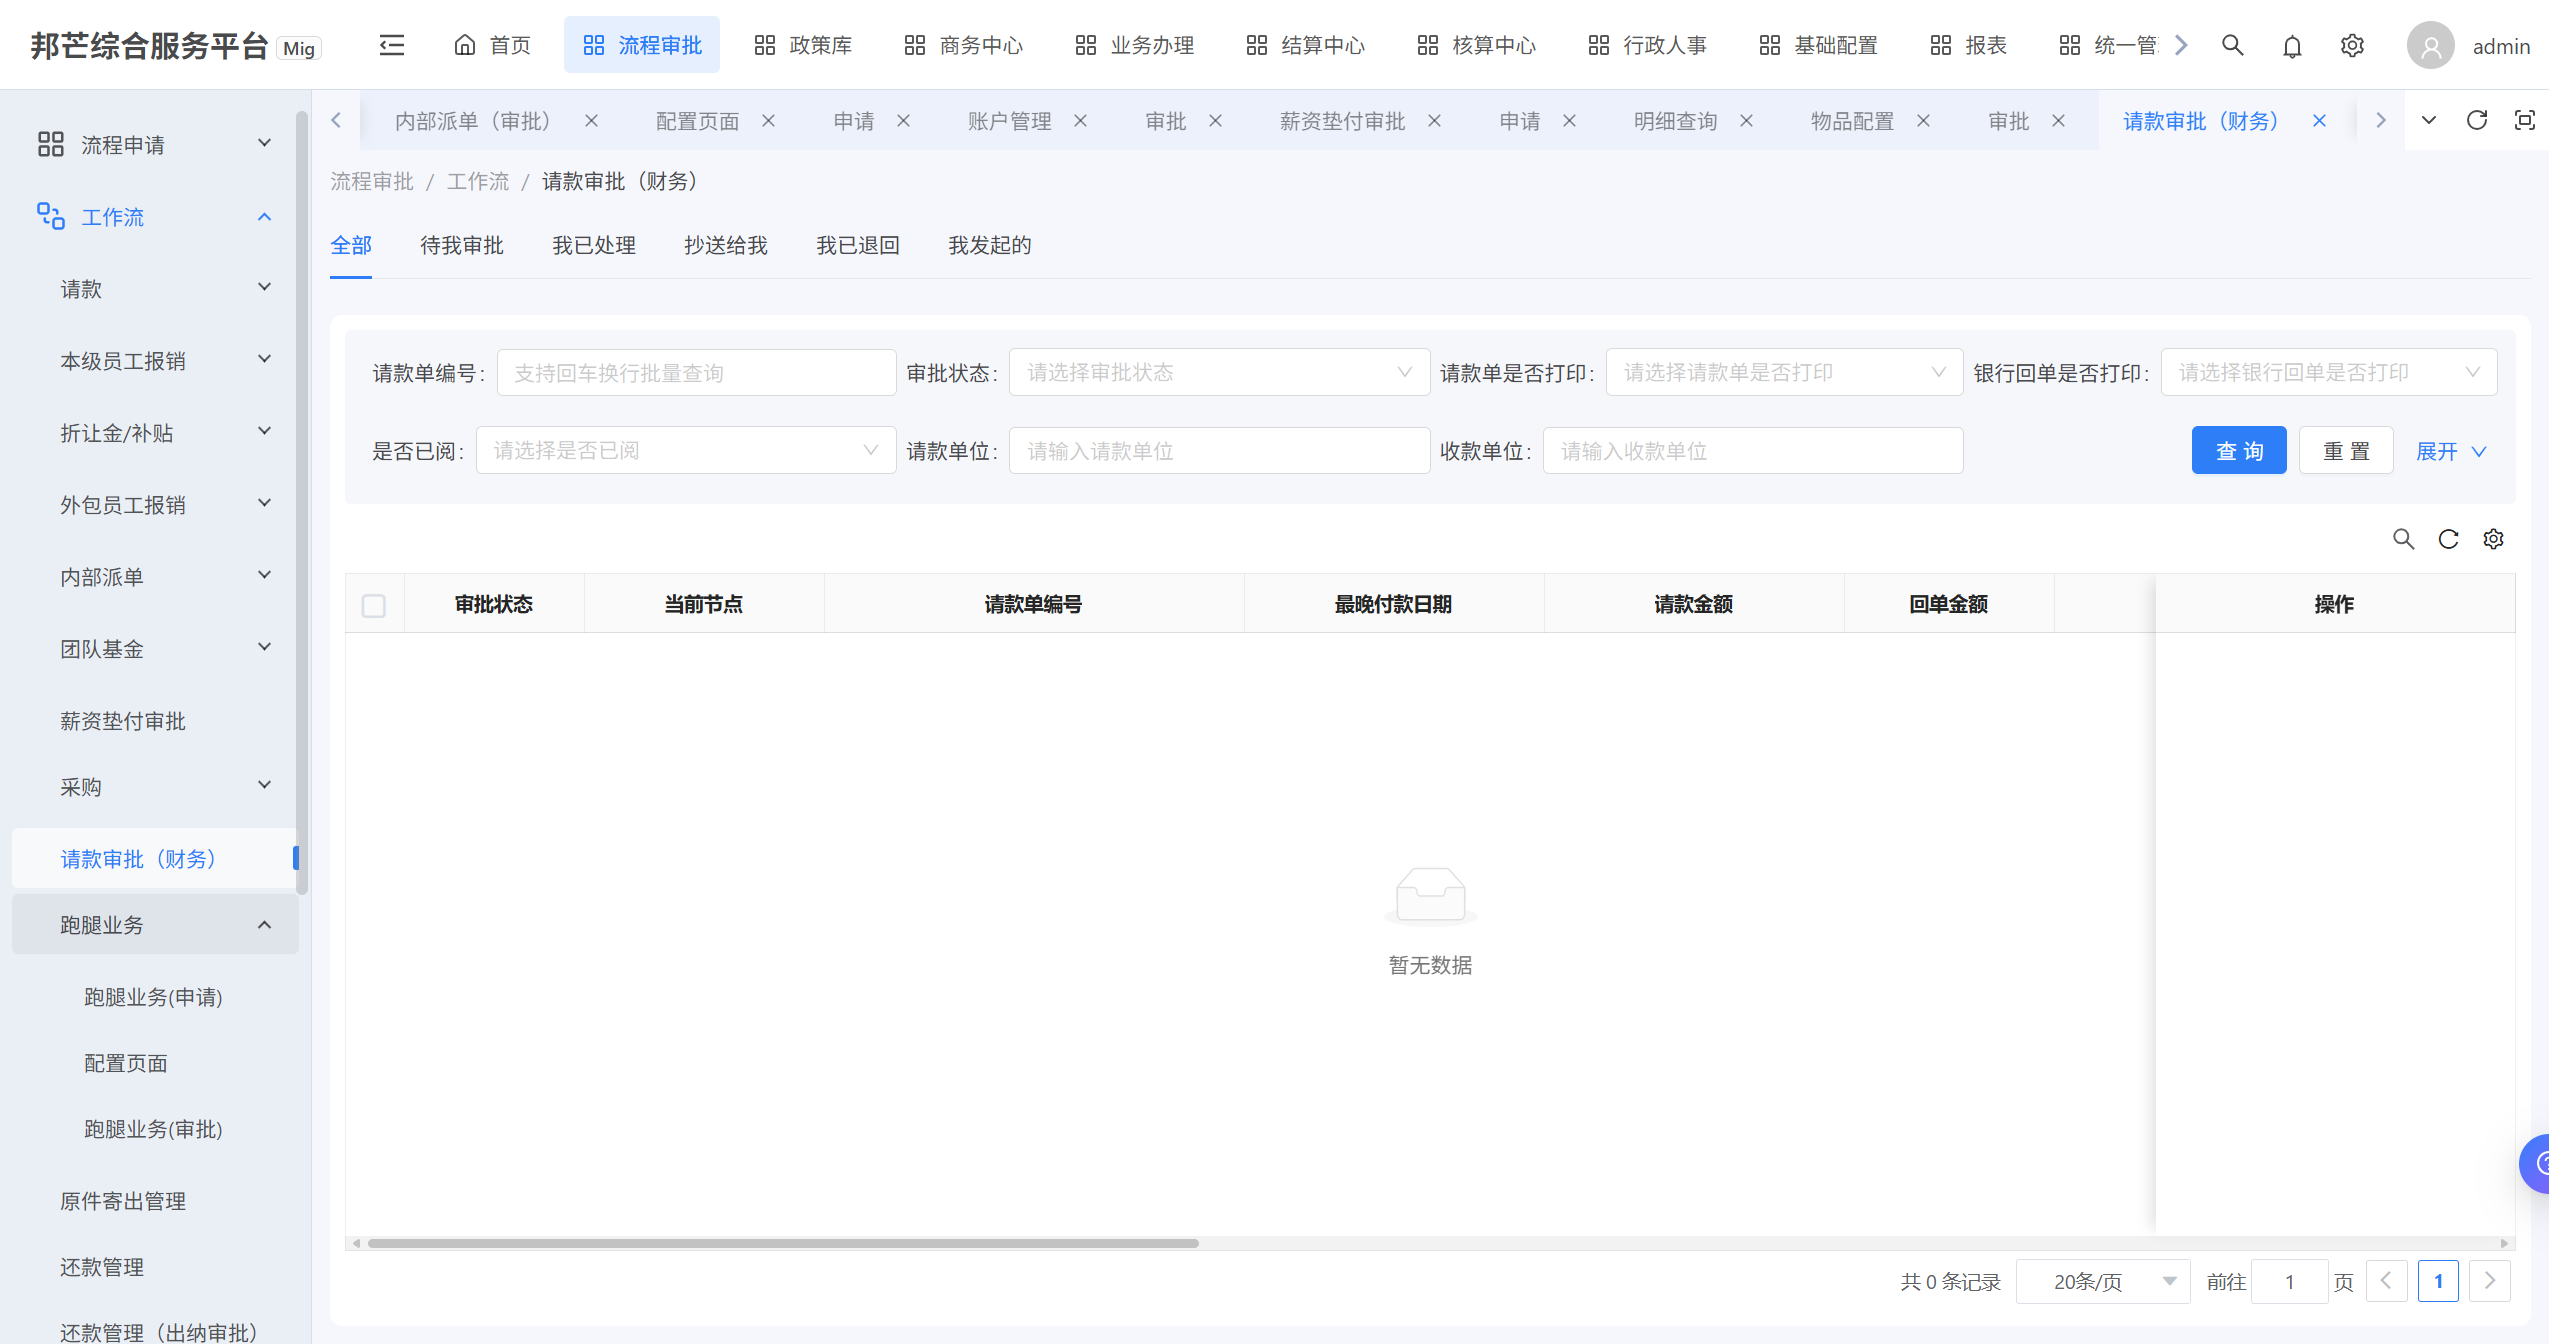 邦芒综合服务平台 Mig 首页 流程审批 政策库 商务中心 业务办理 结算中心 核算中心 行政人事 基础配置 报表 统一管 admin
内部派单（审批） 配置页面 申请 账户管理 审批 薪资垫付审批 申请 明细查询 物品配置 审批 请款审批（财务）
流程申请
工作流
请款
本级员工报销
折让金/补贴
外包员工报销
内部派单
团队基金
薪资垫付审批
采购
请款审批（财务）
跑腿业务
跑腿业务(申请)
配置页面
跑腿业务(审批)
原件寄出管理
还款管理
还款管理（出纳审批）
流程审批 / 工作流 / 请款审批（财务）
全部 待我审批 我已处理 抄送给我 我已退回 我发起的
请款单编号: 支持回车换行批量查询 审批状态: 请选择审批状态 请款单是否打印: 请选择请款单是否打印 银行回单是否打印: 请选择银行回单是否打印
是否已阅: 请选择是否已阅 请款单位: 请输入请款单位 收款单位: 请输入收款单位 查 询 重 置 展开
审批状态 当前节点 请款单编号 最晚付款日期 请款金额 回单金额 操作
暂无数据
共 0 条记录 20条/页 前往 1 页 1